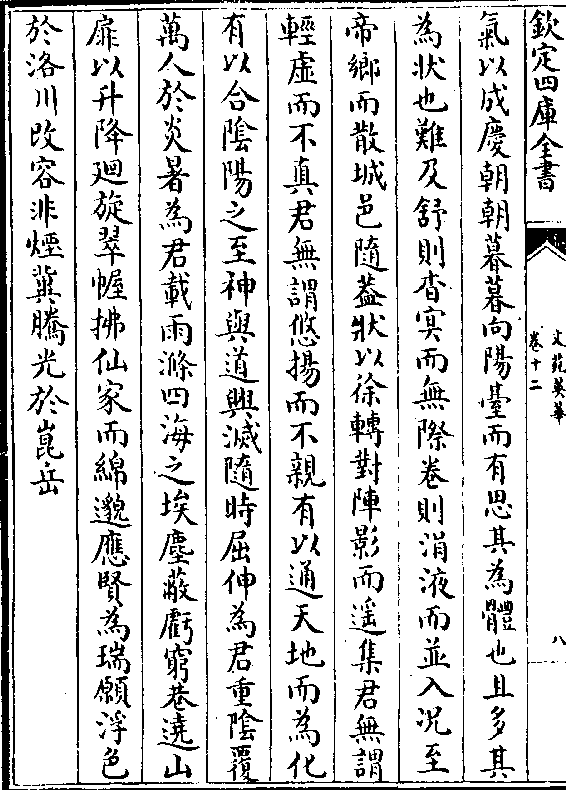 欽定四庫全書
文苑英華
卷十二
八
氣以成慶朝朝暮暮向陽臺而有思其為體也且多其
為狀也難及舒則杳冥而無際卷則涓液而並入況至
帝鄉而散城邑隨葢狀以徐轉對陣影而遥集君無謂
輕虚而不真君無謂悠揚而不親有以通天地而為化
有以合陰陽之至神與道興滅隨時屈伸為君重陰覆
萬人於炎暑為君載雨滌四海之埃塵蔽虧窮巷遶山
扉以升降廻旋翠幄拂仙家而綿邈應賢為瑞願浮色
於洛川改容非煙冀騰光於崑岳